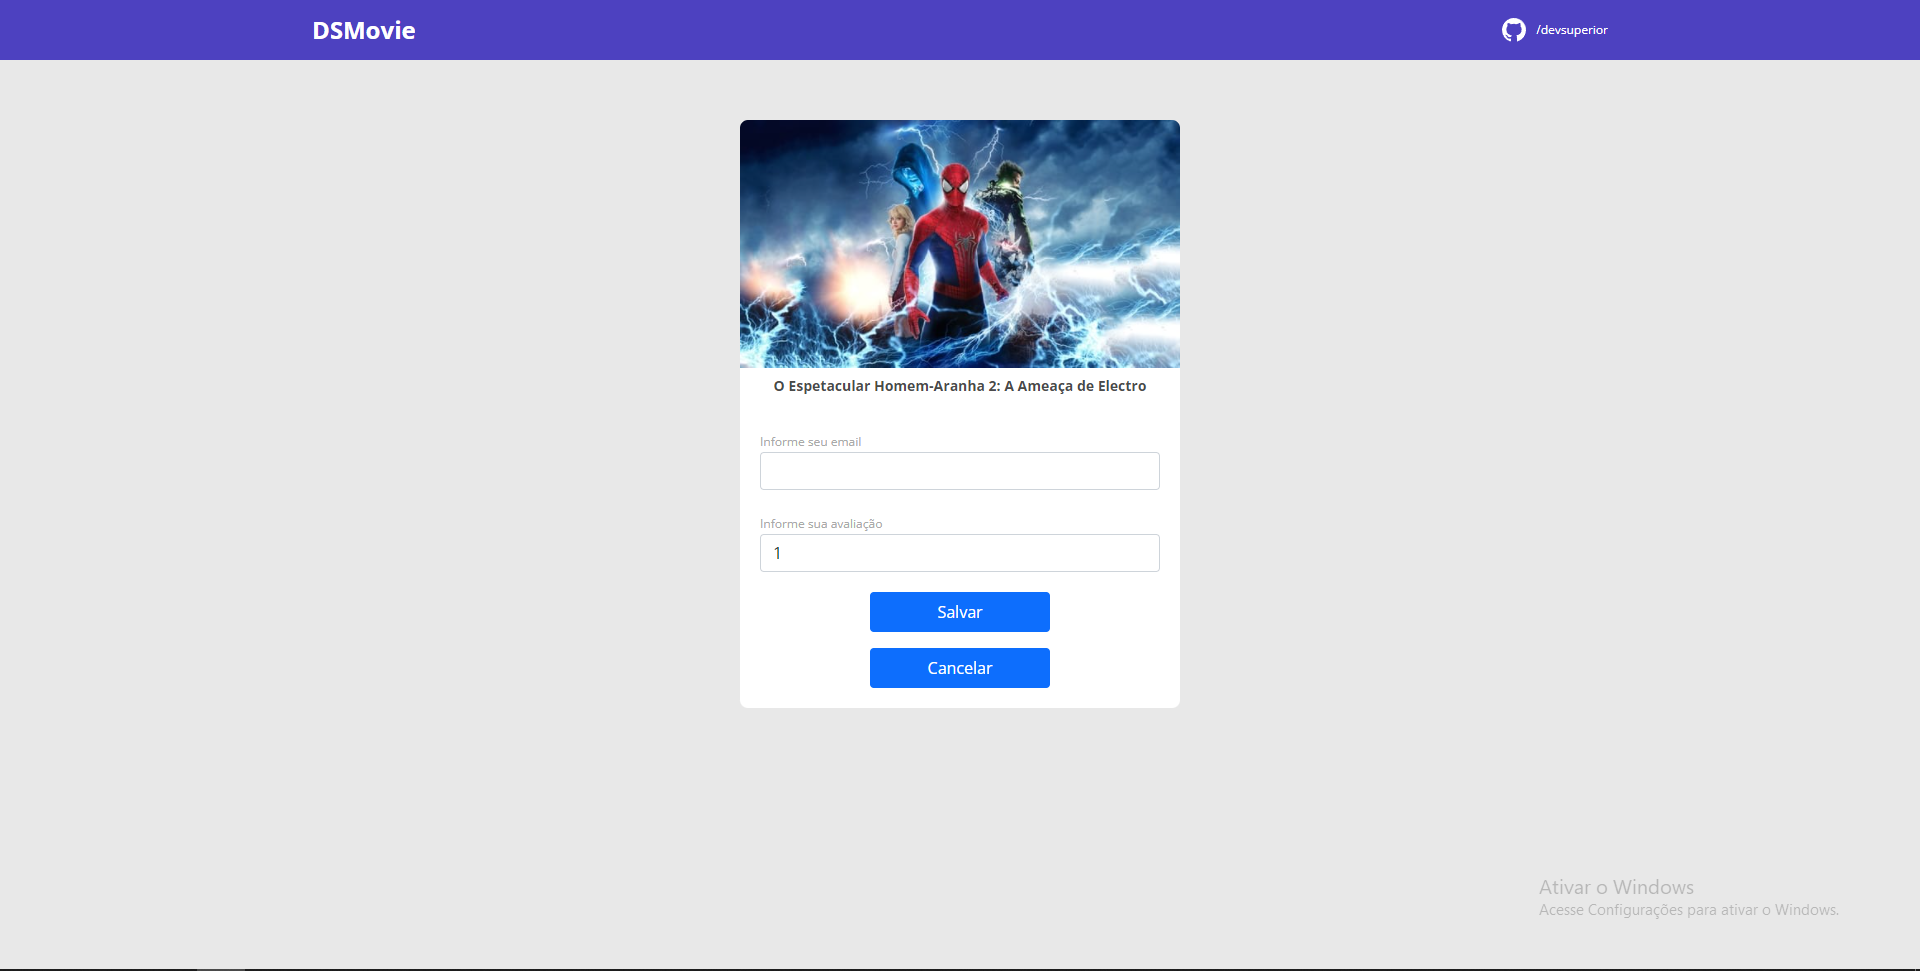 DSMovie
/devsuperior
O Espetacular Homem-Aranha 2: A Ameaça de Electro
Informe seu email
Informe sua avaliação
1
Salvar
Cancelar
Ativar o Windows
Acesse Configurações para ativar o Windows.